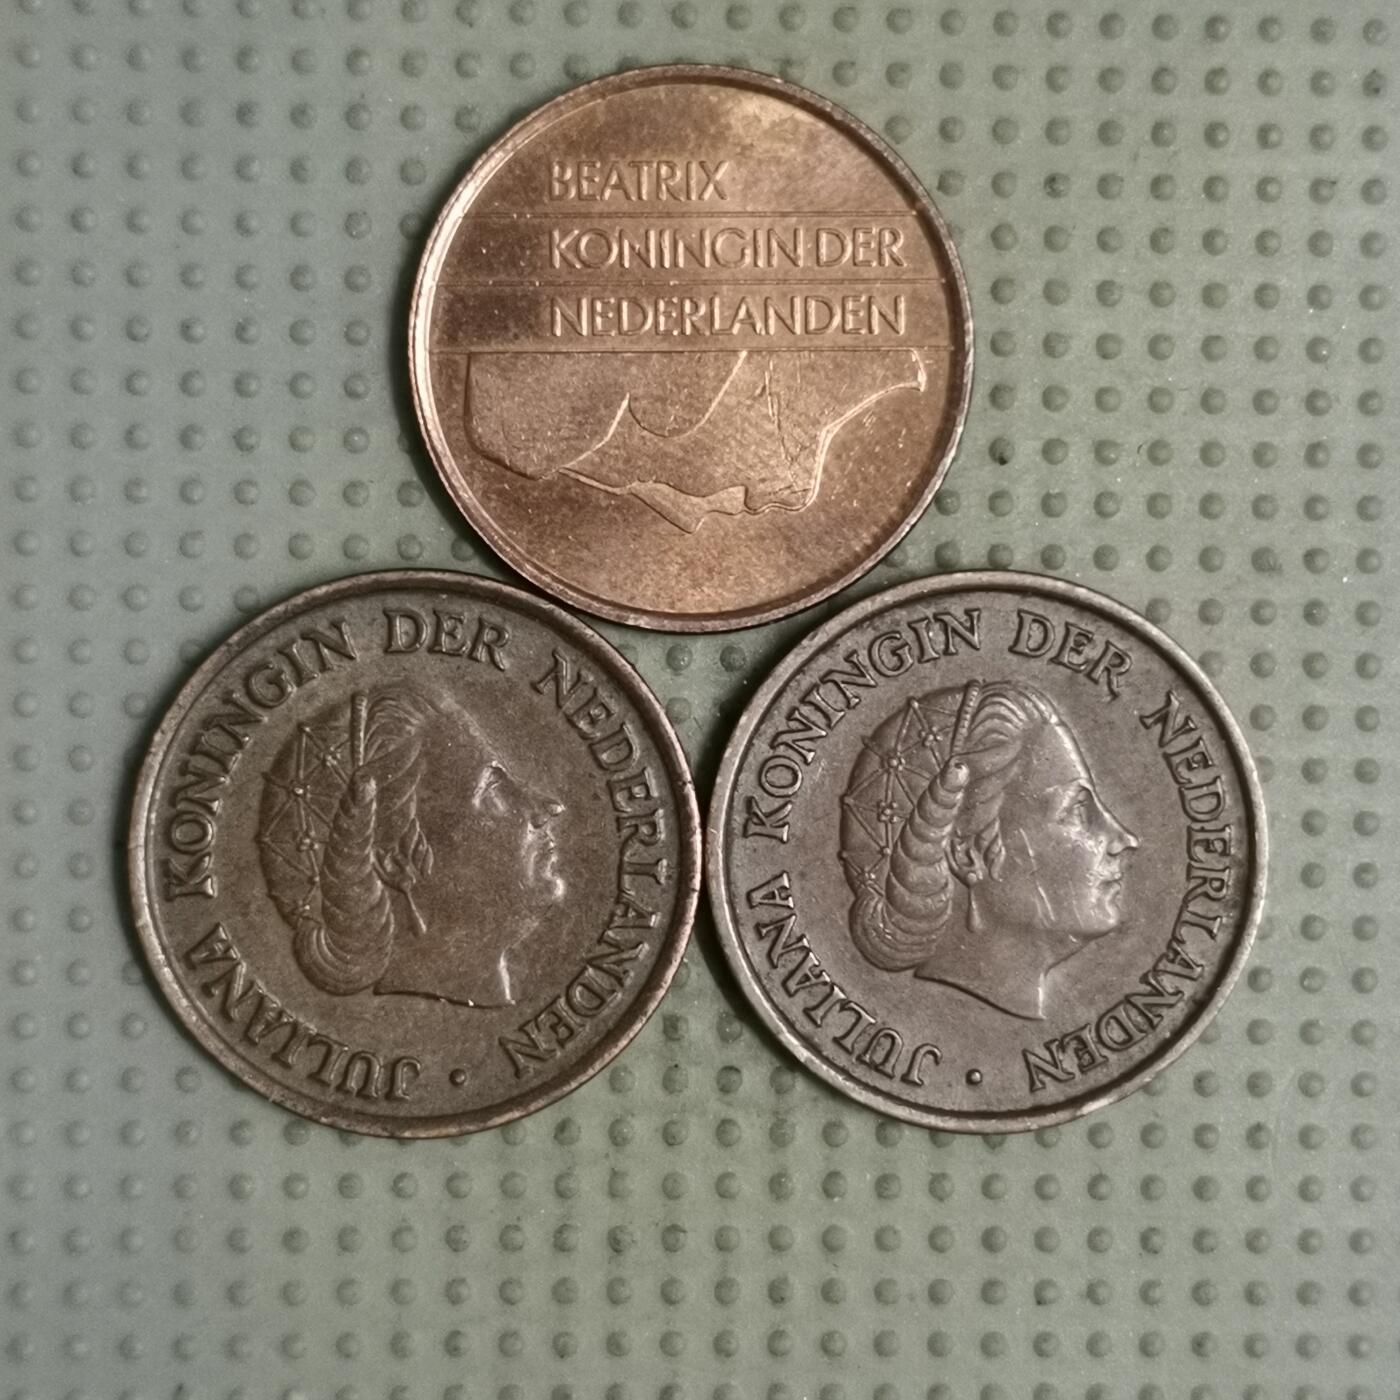 BEATRIX
KONINGIN DER
NEDERLANDEN
JULIANA KONINGIN DER NEDERLANDEN ·
JULIANA KONINGIN DER NEDERLANDEN ·